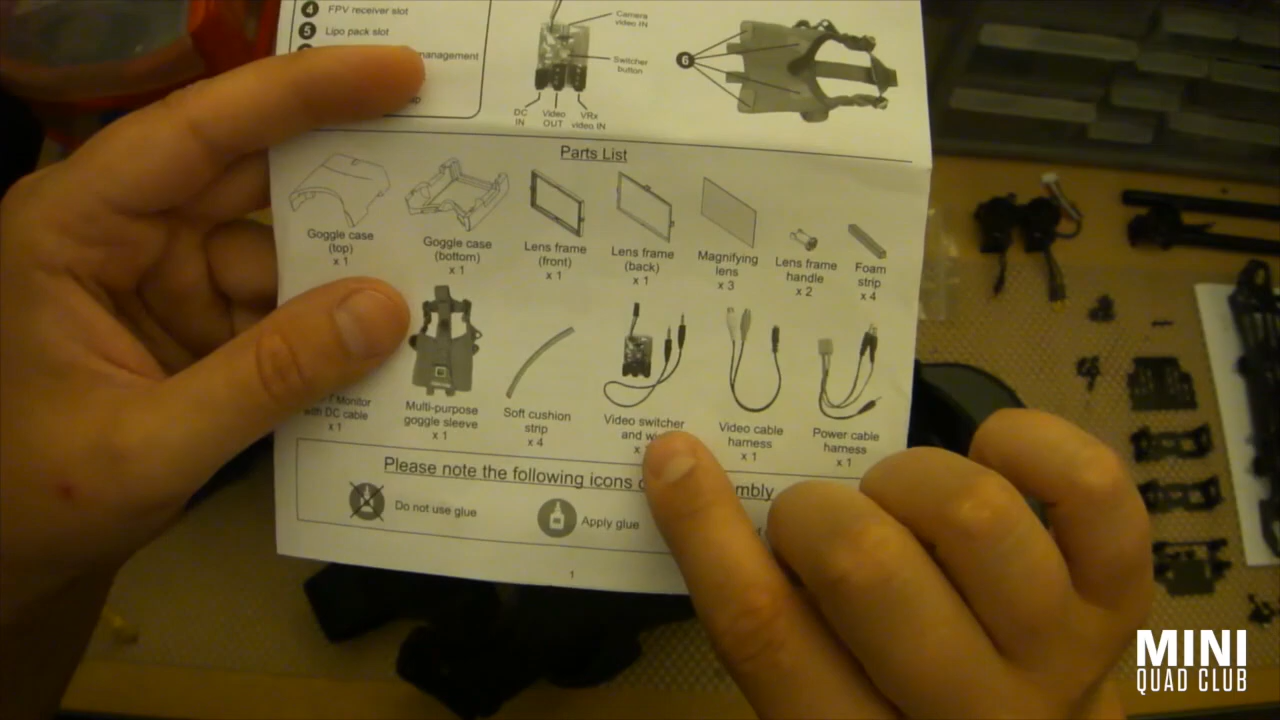 4 FPV receiver slot
5 Lipo pack slot
management
Camera
video IN
Switcher
button
6
DC
IN
Video
OUT
VRx
video IN
Parts List
Goggle case
(top)
x 1
Goggle case
(bottom)
x 1
Lens frame
(front)
x 1
Lens frame
(back)
x 1
Magnifying
lens
x 3
Lens frame
handle
x 2
Foam
strip
x 4
Monitor
with DC cable
x 1
Multi-purpose
goggle sleeve
x 1
Soft cushion
strip
x 4
Video switcher
and
x
Video cable
harness
x 1
Power cable
harness
x 1
Please note the following icons
Do not use glue
Apply glue
1
MINI
QUAD CLUB